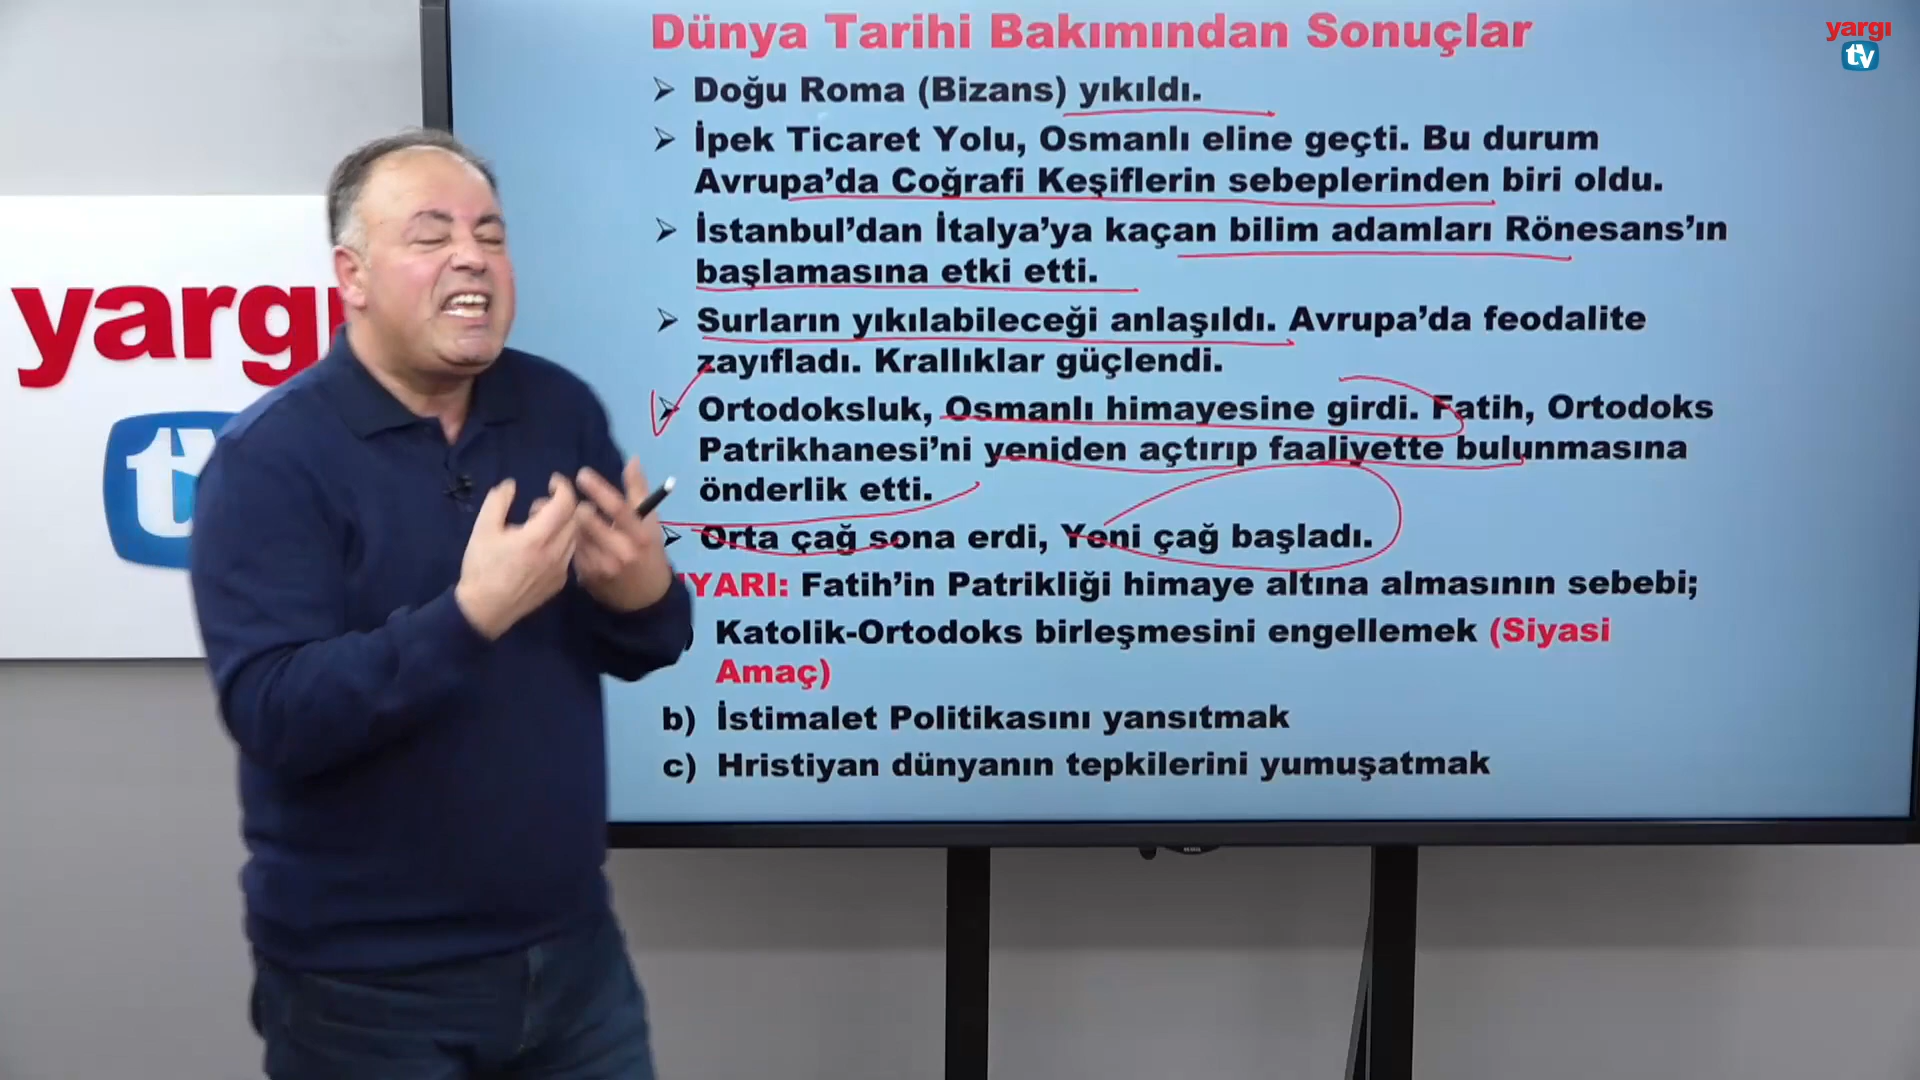 Dünya Tarihi Bakımından Sonuçlar
yargı
tv
Doğu Roma (Bizans) yıkıldı.
İpek Ticaret Yolu, Osmanlı eline geçti. Bu durum
Avrupa’da Coğrafi Keşiflerin sebeplerinden biri oldu.
İstanbul’dan İtalya’ya kaçan bilim adamları Rönesans’ın
başlamasına etki etti.
Surların yıkılabileceği anlaşıldı. Avrupa’da feodalite
zayıfladı. Krallıklar güçlendi.
Ortodoksluk, Osmanlı himayesine girdi. Fatih, Ortodoks
Patrikhanesi’ni yeniden açtırıp faaliyette bulunmasına
önderlik etti.
Orta çağ sona erdi, Yeni çağ başladı.
UYARI: Fatih’in Patrikliği himaye altına almasının sebebi;
Katolik-Ortodoks birleşmesini engellemek (Siyasi
Amaç)
b) İstimalet Politikasını yansıtmak
c) Hristiyan dünyanın tepkilerini yumuşatmak
yargı
tv